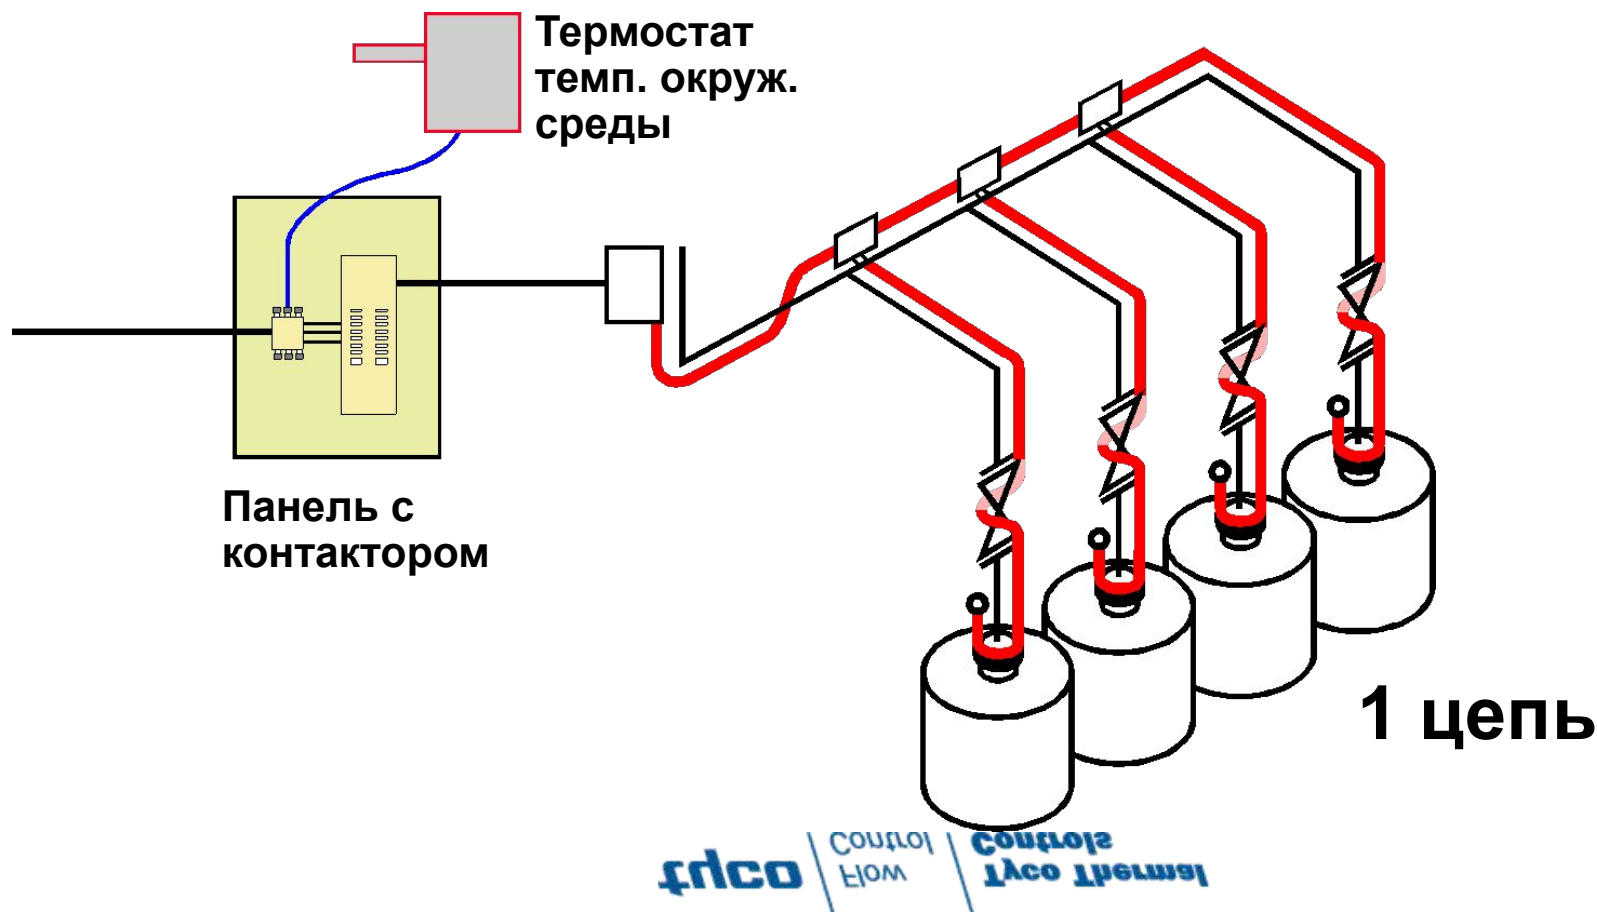 Термостат
темп. окруж.
среды
Панель с
контактором
1 цепь
tyco
Flow
Control
Tyco Thermal
Controls